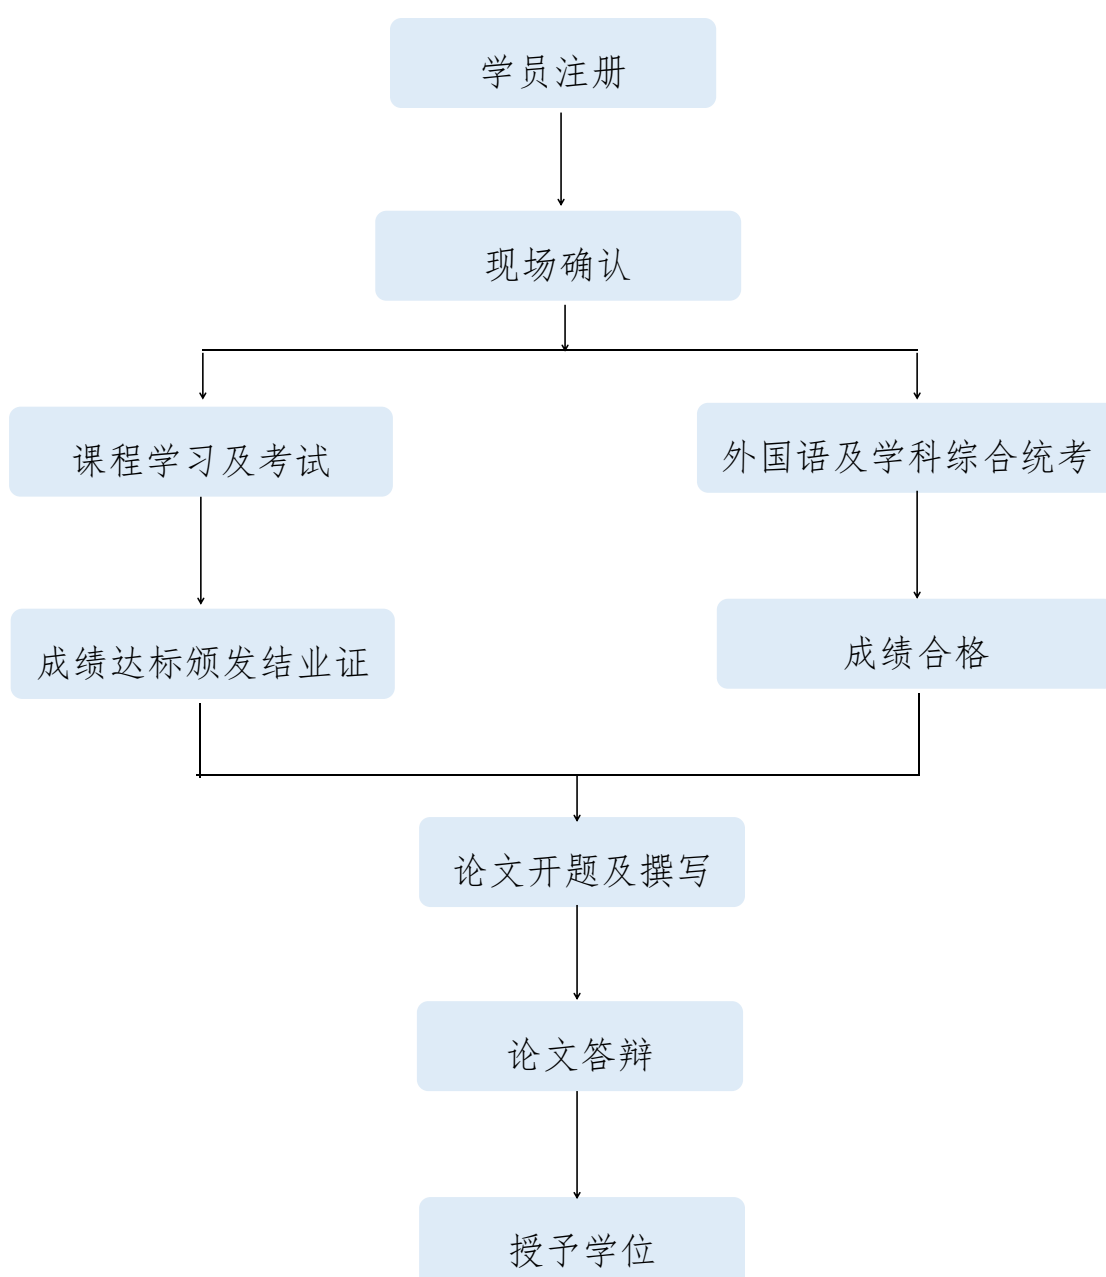 学员注册
现场确认
课程学习及考试
外国语及学科综合统考
成绩达标颁发结业证
成绩合格
论文开题及撰写
论文答辩
授予学位